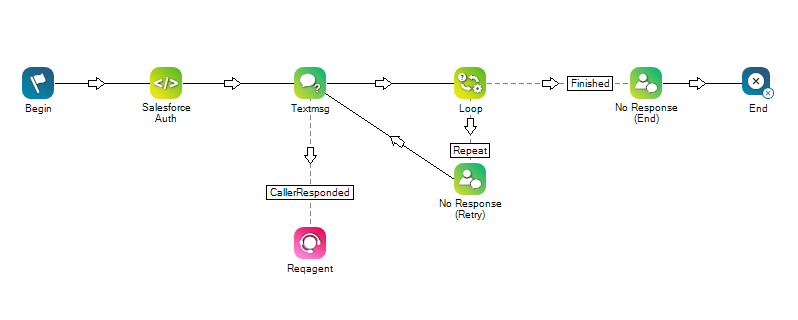 Begin
Salesforce
Auth
Textmsg
Loop
Finished
No Response
(End)
End
Repeat
No Response
(Retry)
CallerResponded
Reqagent